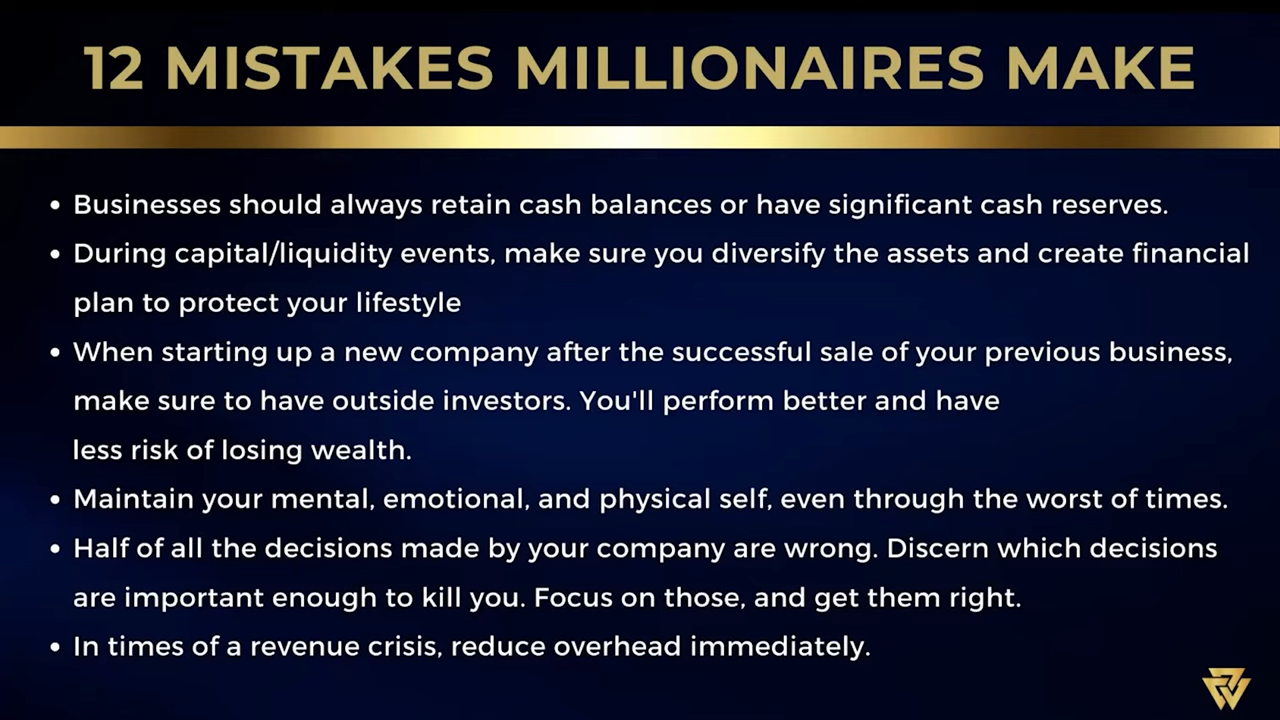 12 MISTAKES MILLIONAIRES MAKE
• Businesses should always retain cash balances or have significant cash reserves.
• During capital/liquidity events, make sure you diversify the assets and create financial
plan to protect your lifestyle
• When starting up a new company after the successful sale of your previous business,
make sure to have outside investors. You'll perform better and have
less risk of losing wealth.
• Maintain your mental, emotional, and physical self, even through the worst of times.
• Half of all the decisions made by your company are wrong. Discern which decisions
are important enough to kill you. Focus on those, and get them right.
• In times of a revenue crisis, reduce overhead immediately.